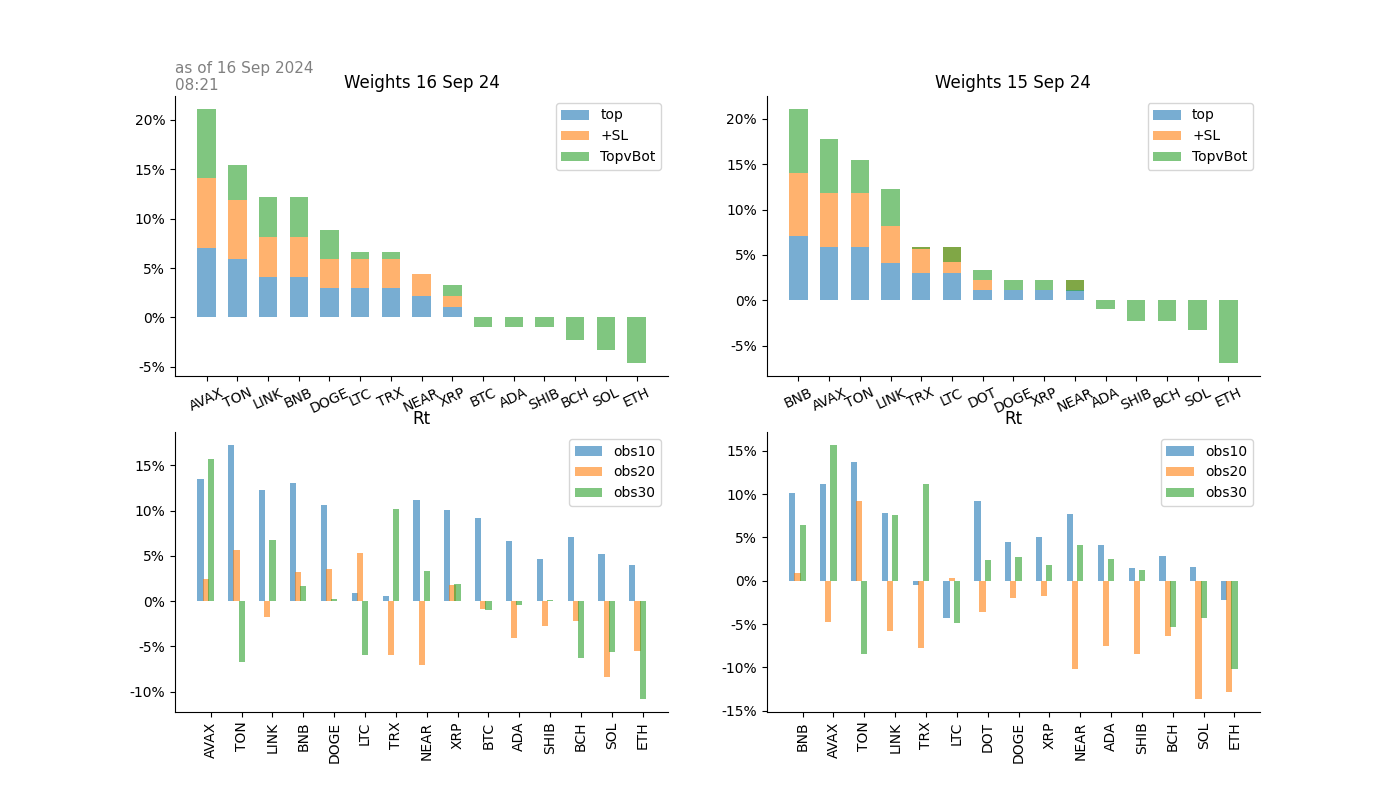 as of 16 Sep 2024
08:21
Weights 16 Sep 24
20%
15%
10%
5%
0%
-5%
top
+SL
TopvBot
AVAX TON LINK BNB DOGE LTC TRX NEAR XRP BTC ADA SHIB BCH SOL ETH
Weights 15 Sep 24
20%
15%
10%
5%
0%
-5%
top
+SL
TopvBot
BNB AVAX TON LINK TRX LTC DOT DOGE XRP NEAR ADA SHIB BCH SOL ETH
Rt
15%
10%
5%
0%
-5%
-10%
obs10
obs20
obs30
AVAX TON LINK BNB DOGE LTC TRX NEAR XRP BTC ADA SHIB BCH SOL ETH
Rt
15%
10%
5%
0%
-5%
-10%
-15%
obs10
obs20
obs30
BNB AVAX TON LINK TRX LTC DOT DOGE XRP NEAR ADA SHIB BCH SOL ETH